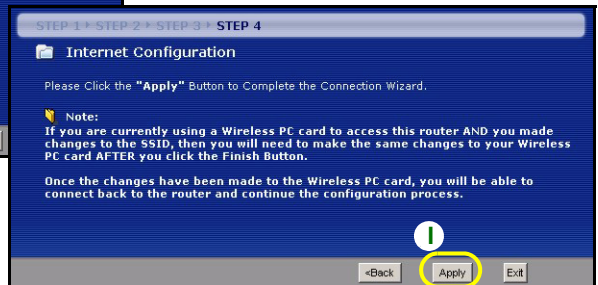 STEP 1 ▸ STEP 2 ▸ STEP 3 ▸ STEP 4
Internet Configuration
Please Click the "Apply" Button to Complete the Connection Wizard.
Note:
If you are currently using a Wireless PC card to access this router AND you made
changes to the SSID, then you will need to make the same changes to your Wireless
PC card AFTER you click the Finish Button.
Once the changes have been made to the Wireless PC card, you will be able to
connect back to the router and continue the configuration process.
I
<Back Apply Exit